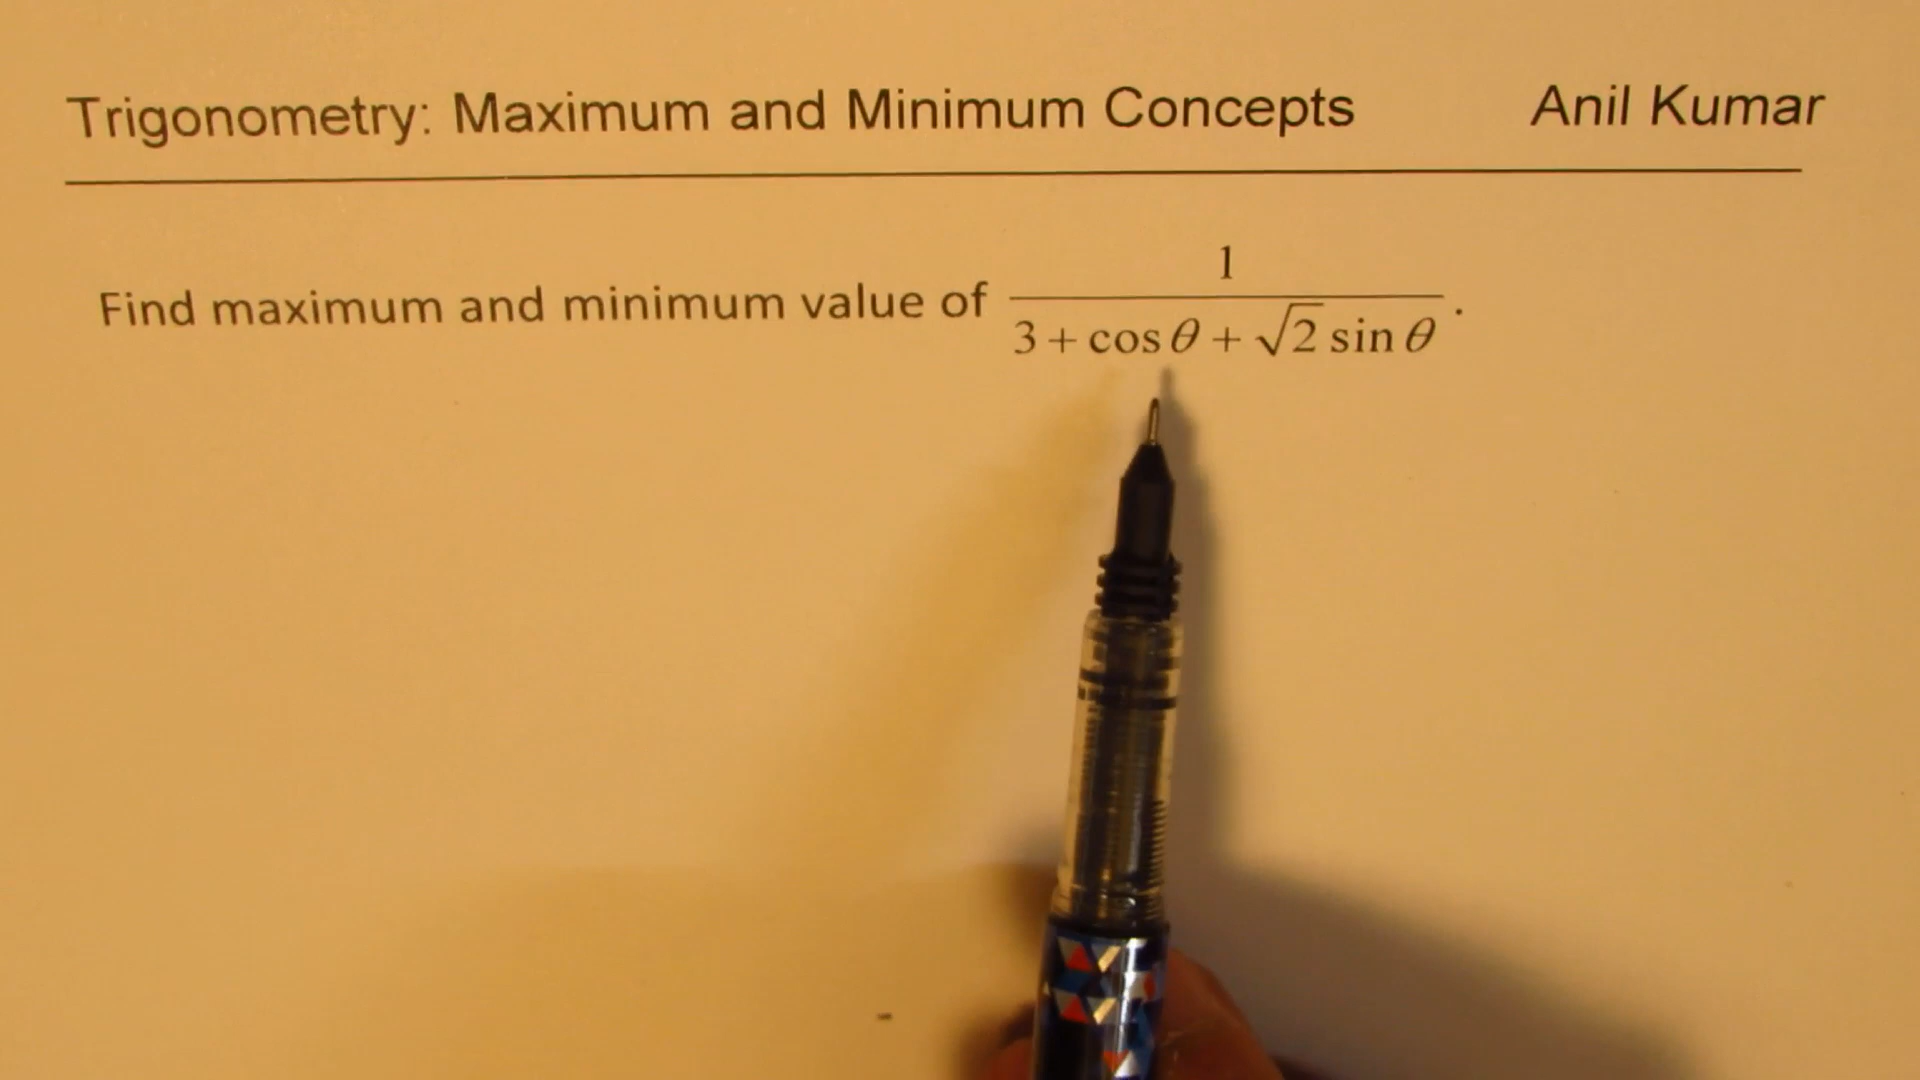 Trigonometry: Maximum and Minimum Concepts Anil Kumar
Find maximum and minimum value of 1 / (3 + cos θ + √2 sin θ) .